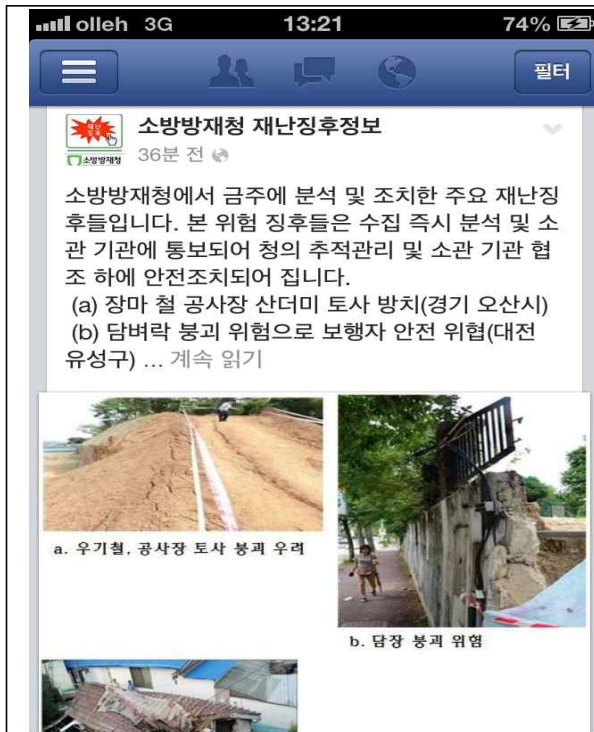 olleh 3G 13:21 74%
필터
소방방재청 재난징후정보
소방방재청
36분 전
소방방재청에서 금주에 분석 및 조치한 주요 재난징
후들입니다. 본 위험 징후들은 수집 즉시 분석 및 소
관 기관에 통보되어 청의 추적관리 및 소관 기관 협
조 하에 안전조치되어 집니다.
(a) 장마 철 공사장 산더미 토사 방치(경기 오산시)
(b) 담벼락 붕괴 위험으로 보행자 안전 위협(대전
유성구) ... 계속 읽기
a. 우기철, 공사장 토사 붕괴 우려
b. 담장 붕괴 위험